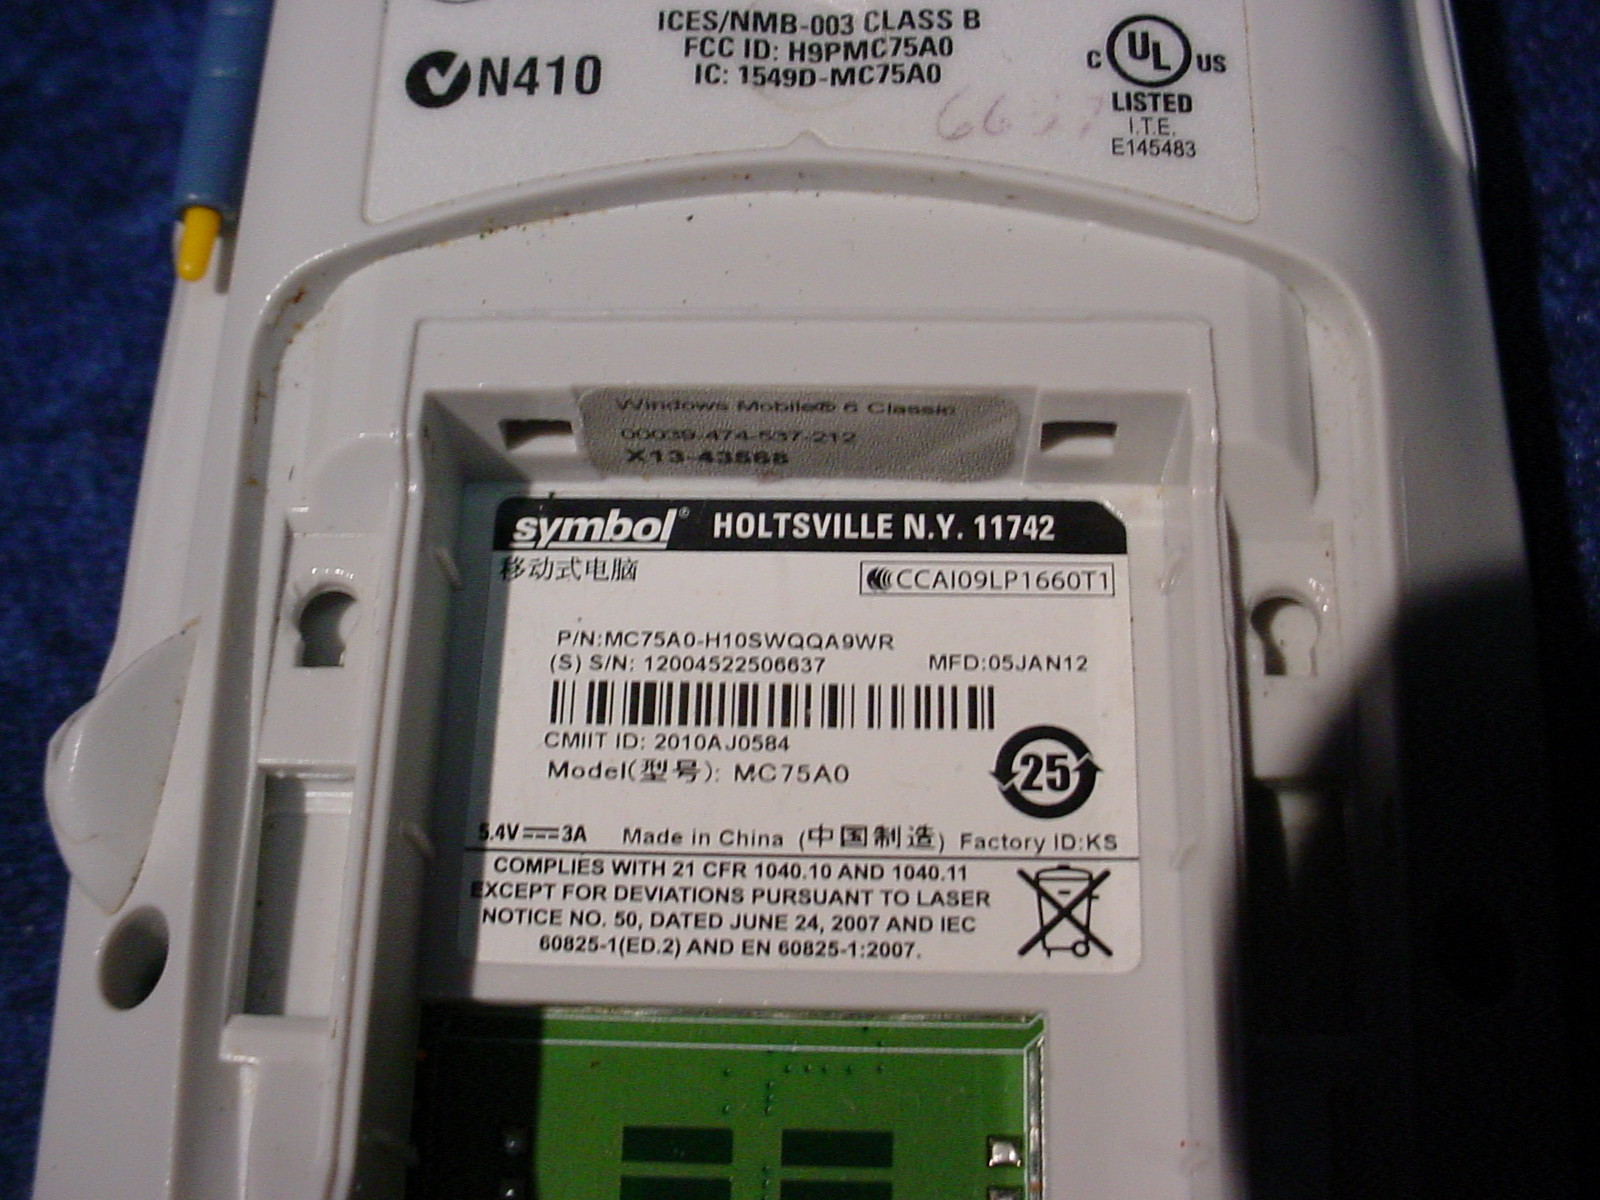 ICES/NMB-003 CLASS B
FCC ID: H9PMC75A0
IC: 1549D-MC75A0
N410
C UL US
LISTED
I.T.E.
E145483
Windows Mobile® 6 Classic
00039-474-537-212
X13-43568
symbol® HOLTSVILLE N.Y. 11742
移动式电脑
CCAI09LP1660T1
P/N:MC75A0-H10SWQQA9WR
(S) S/N: 12004522506637 MFD:05JAN12
CMIIT ID: 2010AJ0584
Model(型号): MC75A0
25
5.4V 3A Made in China (中国制造) Factory ID:KS
COMPLIES WITH 21 CFR 1040.10 AND 1040.11
EXCEPT FOR DEVIATIONS PURSUANT TO LASER
NOTICE NO. 50, DATED JUNE 24, 2007 AND IEC
60825-1(ED.2) AND EN 60825-1:2007.